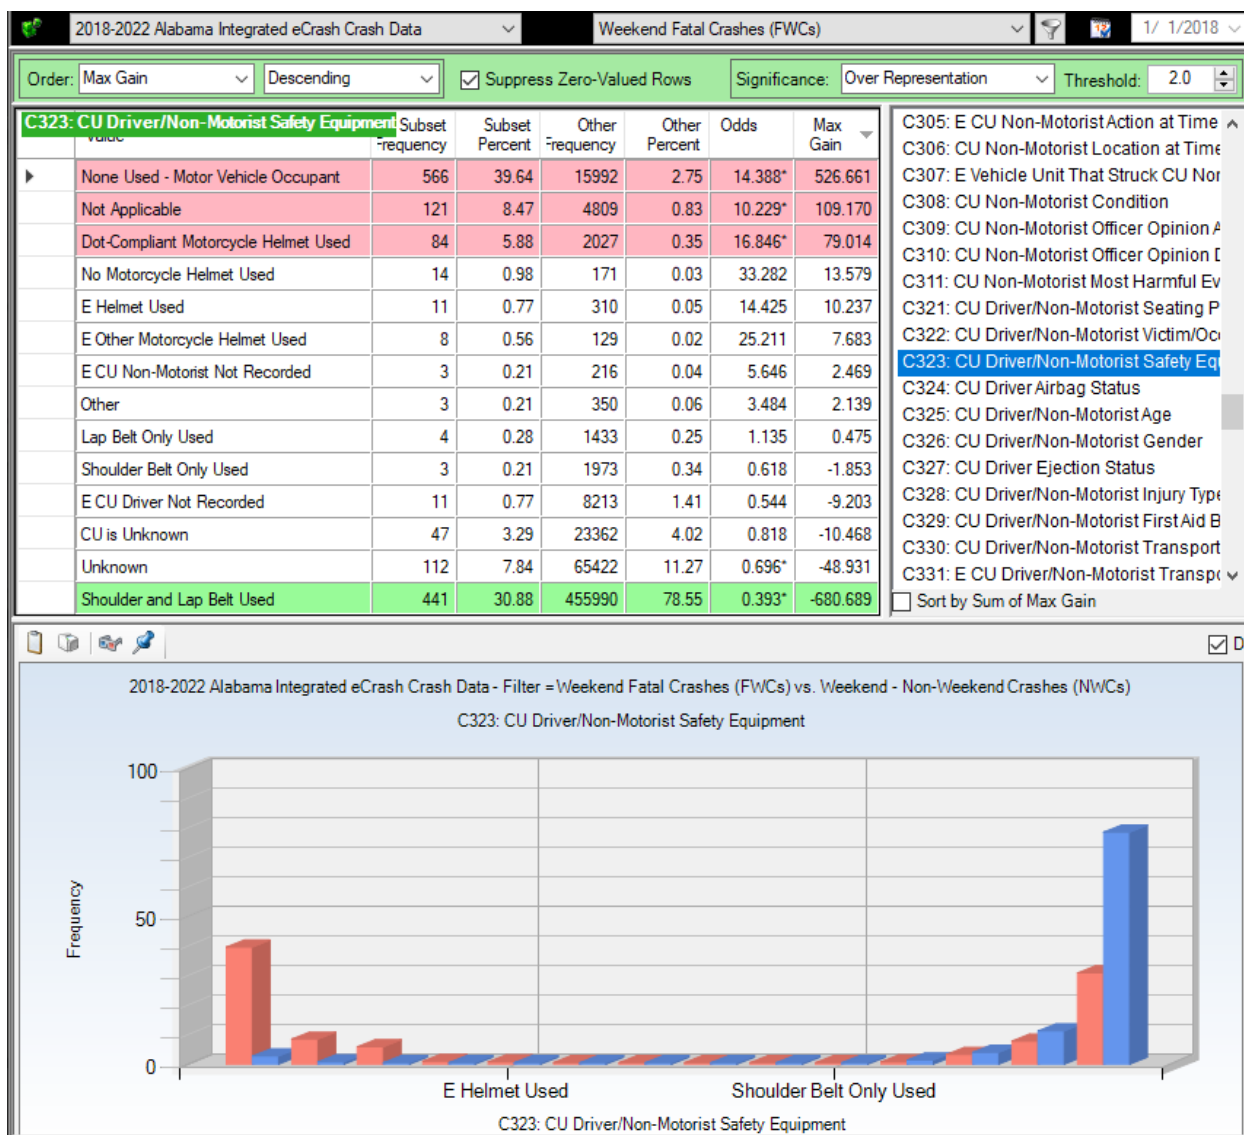 2018-2022 Alabama Integrated eCrash Crash Data Weekend Fatal Crashes (FWCs) 1/ 1/2018
Order: Max Gain Descending Suppress Zero-Valued Rows Significance: Over Representation Threshold: 2.0
C323: CU Driver/Non-Motorist Safety Equipment Subset Frequency Subset Percent Other Frequency Other Percent Odds Max Gain
None Used - Motor Vehicle Occupant 566 39.64 15992 2.75 14.388* 526.661
Not Applicable 121 8.47 4809 0.83 10.229* 109.170
Dot-Compliant Motorcycle Helmet Used 84 5.88 2027 0.35 16.846* 79.014
No Motorcycle Helmet Used 14 0.98 171 0.03 33.282 13.579
E Helmet Used 11 0.77 310 0.05 14.425 10.237
E Other Motorcycle Helmet Used 8 0.56 129 0.02 25.211 7.683
E CU Non-Motorist Not Recorded 3 0.21 216 0.04 5.646 2.469
Other 3 0.21 350 0.06 3.484 2.139
Lap Belt Only Used 4 0.28 1433 0.25 1.135 0.475
Shoulder Belt Only Used 3 0.21 1973 0.34 0.618 -1.853
E CU Driver Not Recorded 11 0.77 8213 1.41 0.544 -9.203
CU is Unknown 47 3.29 23362 4.02 0.818 -10.468
Unknown 112 7.84 65422 11.27 0.696* -48.931
Shoulder and Lap Belt Used 441 30.88 455990 78.55 0.393* -680.689
C305: E CU Non-Motorist Action at Time
C306: CU Non-Motorist Location at Time
C307: E Vehicle Unit That Struck CU Nor
C308: CU Non-Motorist Condition
C309: CU Non-Motorist Officer Opinion A
C310: CU Non-Motorist Officer Opinion D
C311: CU Non-Motorist Most Harmful Ev
C321: CU Driver/Non-Motorist Seating P
C322: CU Driver/Non-Motorist Victim/Oc
C323: CU Driver/Non-Motorist Safety Equ
C324: CU Driver Airbag Status
C325: CU Driver/Non-Motorist Age
C326: CU Driver/Non-Motorist Gender
C327: CU Driver Ejection Status
C328: CU Driver/Non-Motorist Injury Type
C329: CU Driver/Non-Motorist First Aid B
C330: CU Driver/Non-Motorist Transport
C331: E CU Driver/Non-Motorist Transpo
Sort by Sum of Max Gain
D
2018-2022 Alabama Integrated eCrash Crash Data - Filter = Weekend Fatal Crashes (FWCs) vs. Weekend - Non-Weekend Crashes (NWCs)
C323: CU Driver/Non-Motorist Safety Equipment
100
50
0
Frequency
E Helmet Used Shoulder Belt Only Used
C323: CU Driver/Non-Motorist Safety Equipment